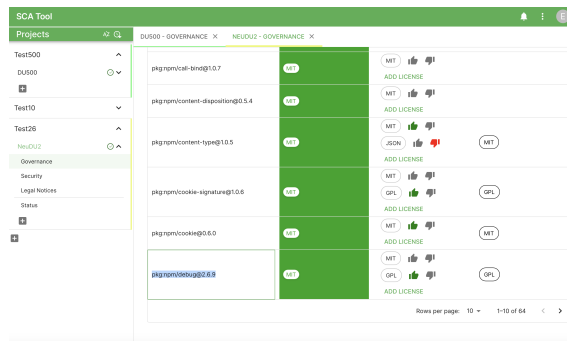 SCA Tool
E
Projects
DU500 - GOVERNANCE
NEUDU2 - GOVERNANCE
Test500
DU500
Test10
Test26
NeuDU2
Governance
Security
Legal Notices
Status
pkg:npm/call-bind@1.0.7
MIT
MIT
ADD LICENSE
pkg:npm/content-disposition@0.5.4
MIT
MIT
ADD LICENSE
pkg:npm/content-type@1.0.5
MIT
MIT
JSON
MIT
ADD LICENSE
pkg:npm/cookie-signature@1.0.6
MIT
MIT
GPL
GPL
ADD LICENSE
pkg:npm/cookie@0.6.0
MIT
MIT
MIT
ADD LICENSE
pkg:npm/debug@2.6.9
MIT
MIT
GPL
GPL
ADD LICENSE
Rows per page: 10 1–10 of 64